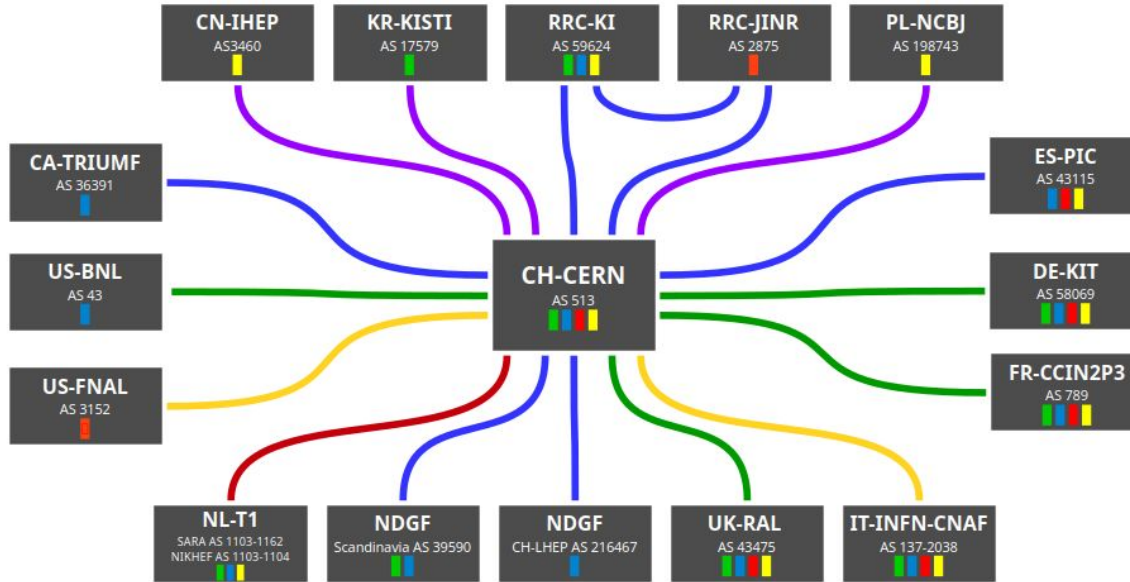 CN-IHEP
AS3460
KR-KISTI
AS 17579
RRC-KI
AS 59624
RRC-JINR
AS 2875
PL-NCBJ
AS 198743
CA-TRIUMF
AS 36391
ES-PIC
AS 43115
US-BNL
AS 43
CH-CERN
AS 513
DE-KIT
AS 58069
US-FNAL
AS 3152
FR-CCIN2P3
AS 789
NL-T1
SARA AS 1103-1162
NIKHEF AS 1103-1104
NDGF
Scandinavia AS 39590
NDGF
CH-LHEP AS 216467
UK-RAL
AS 43475
IT-INFN-CNAF
AS 137-2038